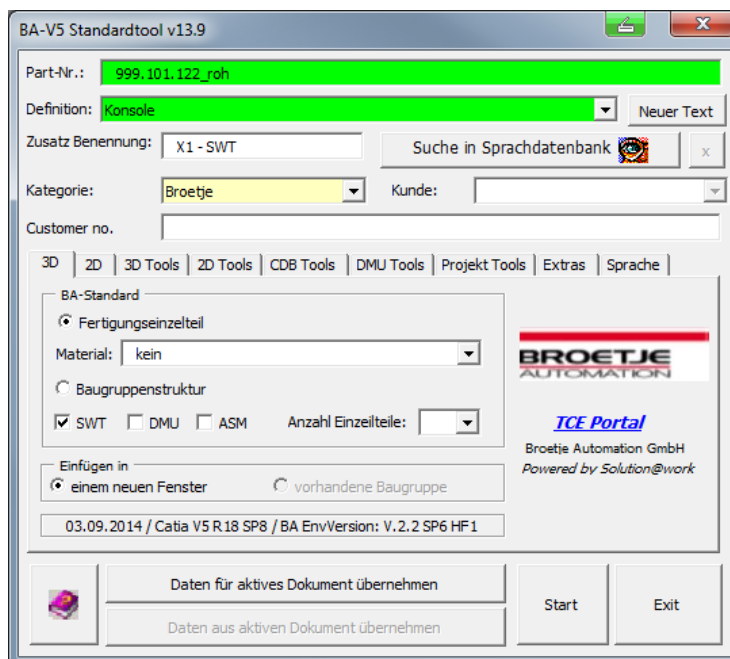 BA-V5 Standardtool v13.9
Part-Nr.: 999.101.122_roh
Definition: Konsole Neuer Text
Zusatz Benennung: X1 - SWT Suche in Sprachdatenbank x
Kategorie: Broetje Kunde:
Customer no.
3D 2D 3D Tools 2D Tools CDB Tools DMU Tools Projekt Tools Extras Sprache
BA-Standard
Fertigungseinzelteil
Material: kein
Baugruppenstruktur
SWT DMU ASM Anzahl Einzeilteile:
BROETJE
AUTOMATION
TCE Portal
Broetje Automation GmbH
Powered by Solution@work
Einfügen in
einem neuen Fenster vorhandene Baugruppe
03.09.2014 / Catia V5 R18 SP8 / BA EnvVersion: V.2.2 SP6 HF1
Daten für aktives Dokument übernehmen
Daten aus aktiven Dokument übernehmen
Start Exit